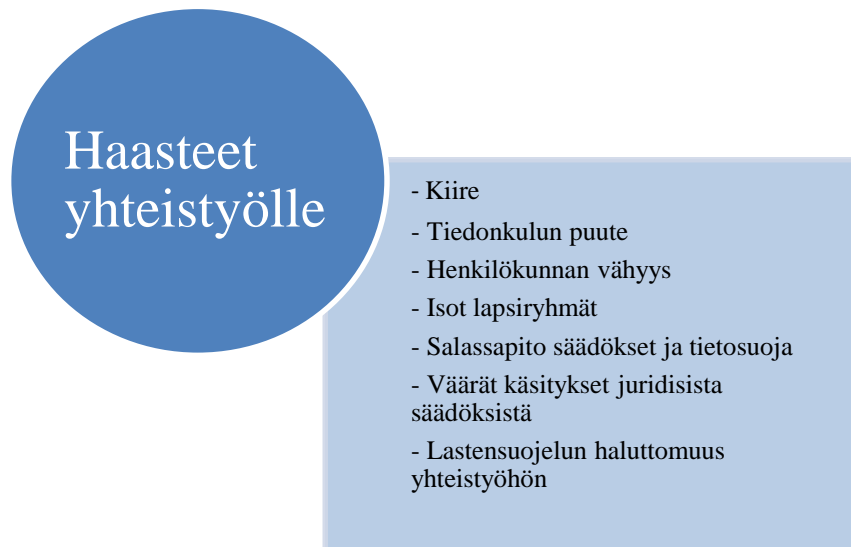 Haasteet
yhteistyölle
- Kiire
- Tiedonkulun puute
- Henkilökunnan vähyys
- Isot lapsiryhmät
- Salassapito säädökset ja tietosuoja
- Väärät käsitykset juridisista
säädöksistä
- Lastensuojelun haluttomuus
yhteistyöhön